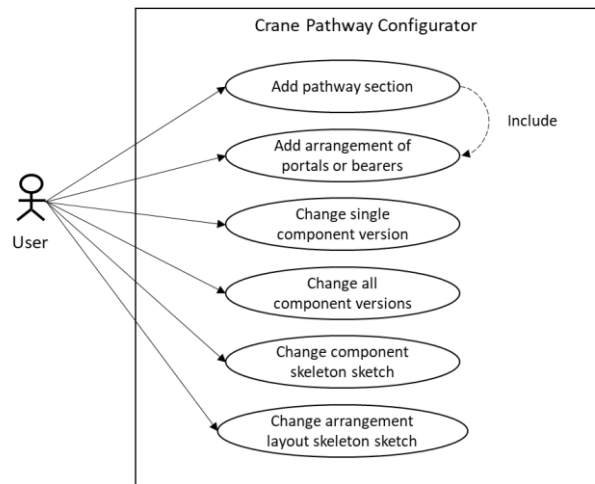 Crane Pathway Configurator
Add pathway section
Include
Add arrangement of
portals or bearers
User
Change single
component version
Change all
component versions
Change component
skeleton sketch
Change arrangement
layout skeleton sketch